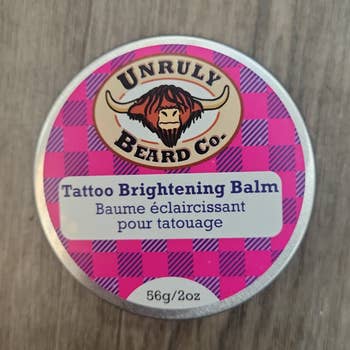 UNRULY
BEARD CO.
Tattoo Brightening Balm
Baume éclaircissant
pour tatouage
56g/2oz